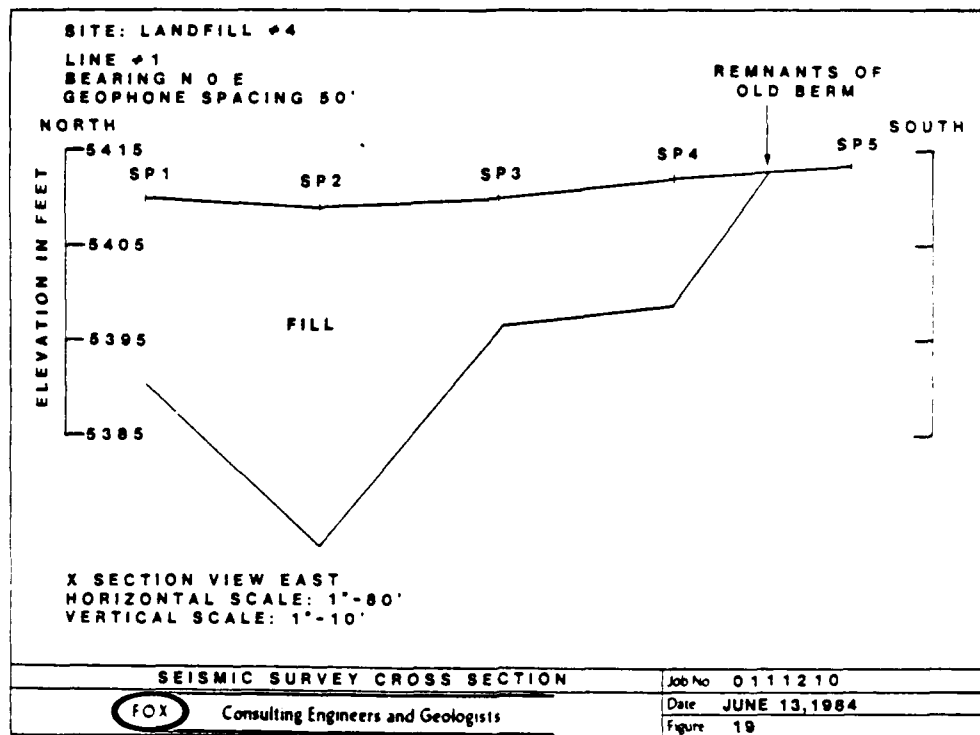 SITE: LANDFILL #4
LINE #1
BEARING N 0 E
GEOPHONE SPACING 50'
REMNANTS OF
OLD BERM
NORTH
SOUTH
5415
SP1
SP2
SP3
SP4
SP5
ELEVATION IN FEET
5405
FILL
5395
5385
X SECTION VIEW EAST
HORIZONTAL SCALE: 1"-80'
VERTICAL SCALE: 1"-10'
SEISMIC SURVEY CROSS SECTION
Job No 0111210
FOX Consulting Engineers and Geologists
Date JUNE 13,1984
Figure 19